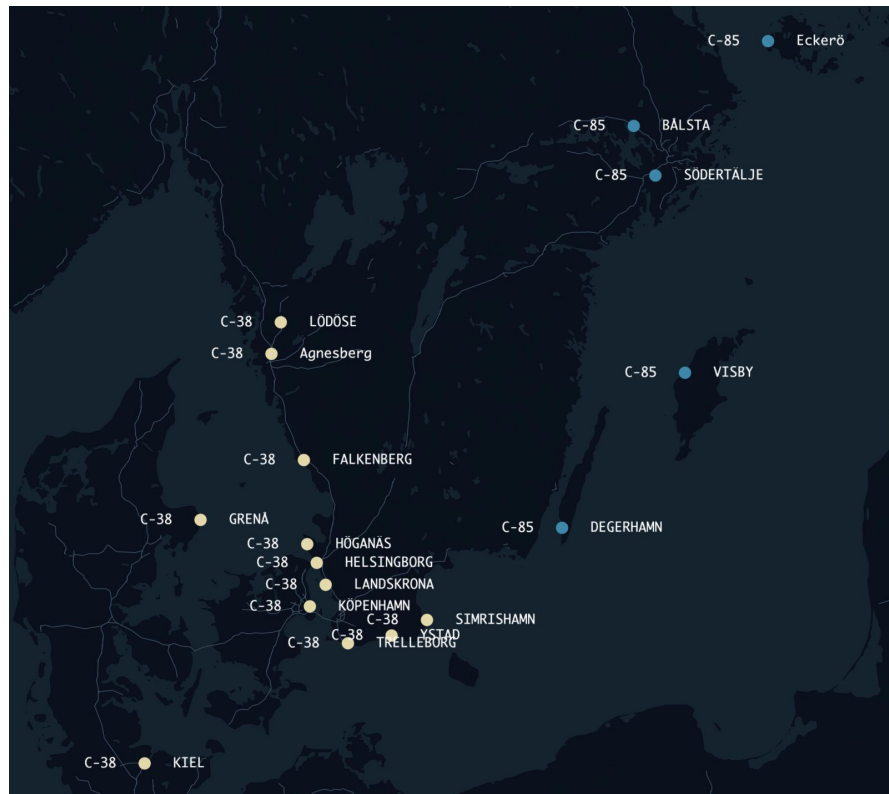 C-85 Eckerö
C-85 BÅLSTA
C-85 SÖDERTÄLJE
C-38 LÖDÖSE
C-38 Agnesberg
C-85 VISBY
C-38 FALKENBERG
C-38 GRENÅ
C-85 DEGERHAMN
C-38 HÖGANÄS
C-38 HELSINGBORG
C-38 LANDSKRONA
C-38 KÖPENHAMN
C-38 SIMRISHAMN
C-38 YSTAD
C-38 TRELLEBORG
C-38 KIEL